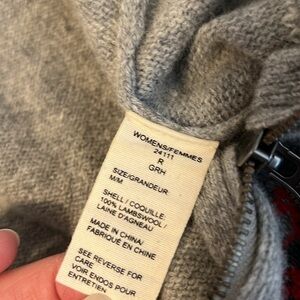 WOMENS/FEMMES
24111
R
GRH
SIZE/GRANDEUR
M/M
SHELL / COQUILLE:
100% LAMBSWOOL /
LAINE D'AGNEAU
MADE IN CHINA/
FABRIQUÉ EN CHINE
SEE REVERSE FOR
CARE
VOIR ENDOS POUR
ENTRETIEN